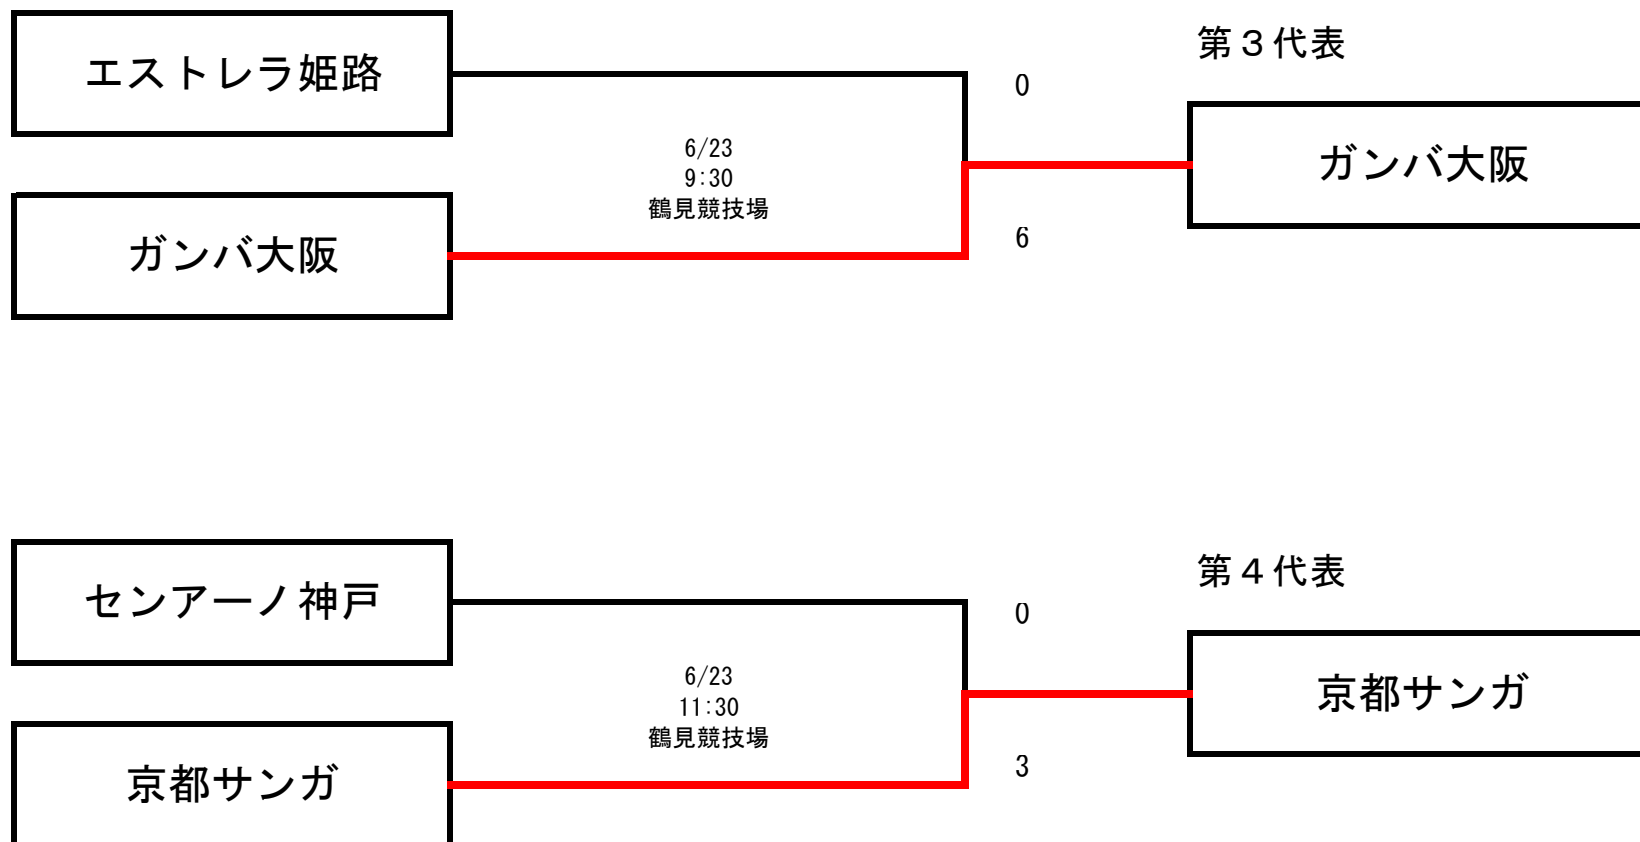 エストレラ姫路
ガンバ大阪
6/23
9:30
鶴見競技場
0
6
第３代表
ガンバ大阪
センアーノ神戸
京都サンガ
6/23
11:30
鶴見競技場
0
3
第４代表
京都サンガ